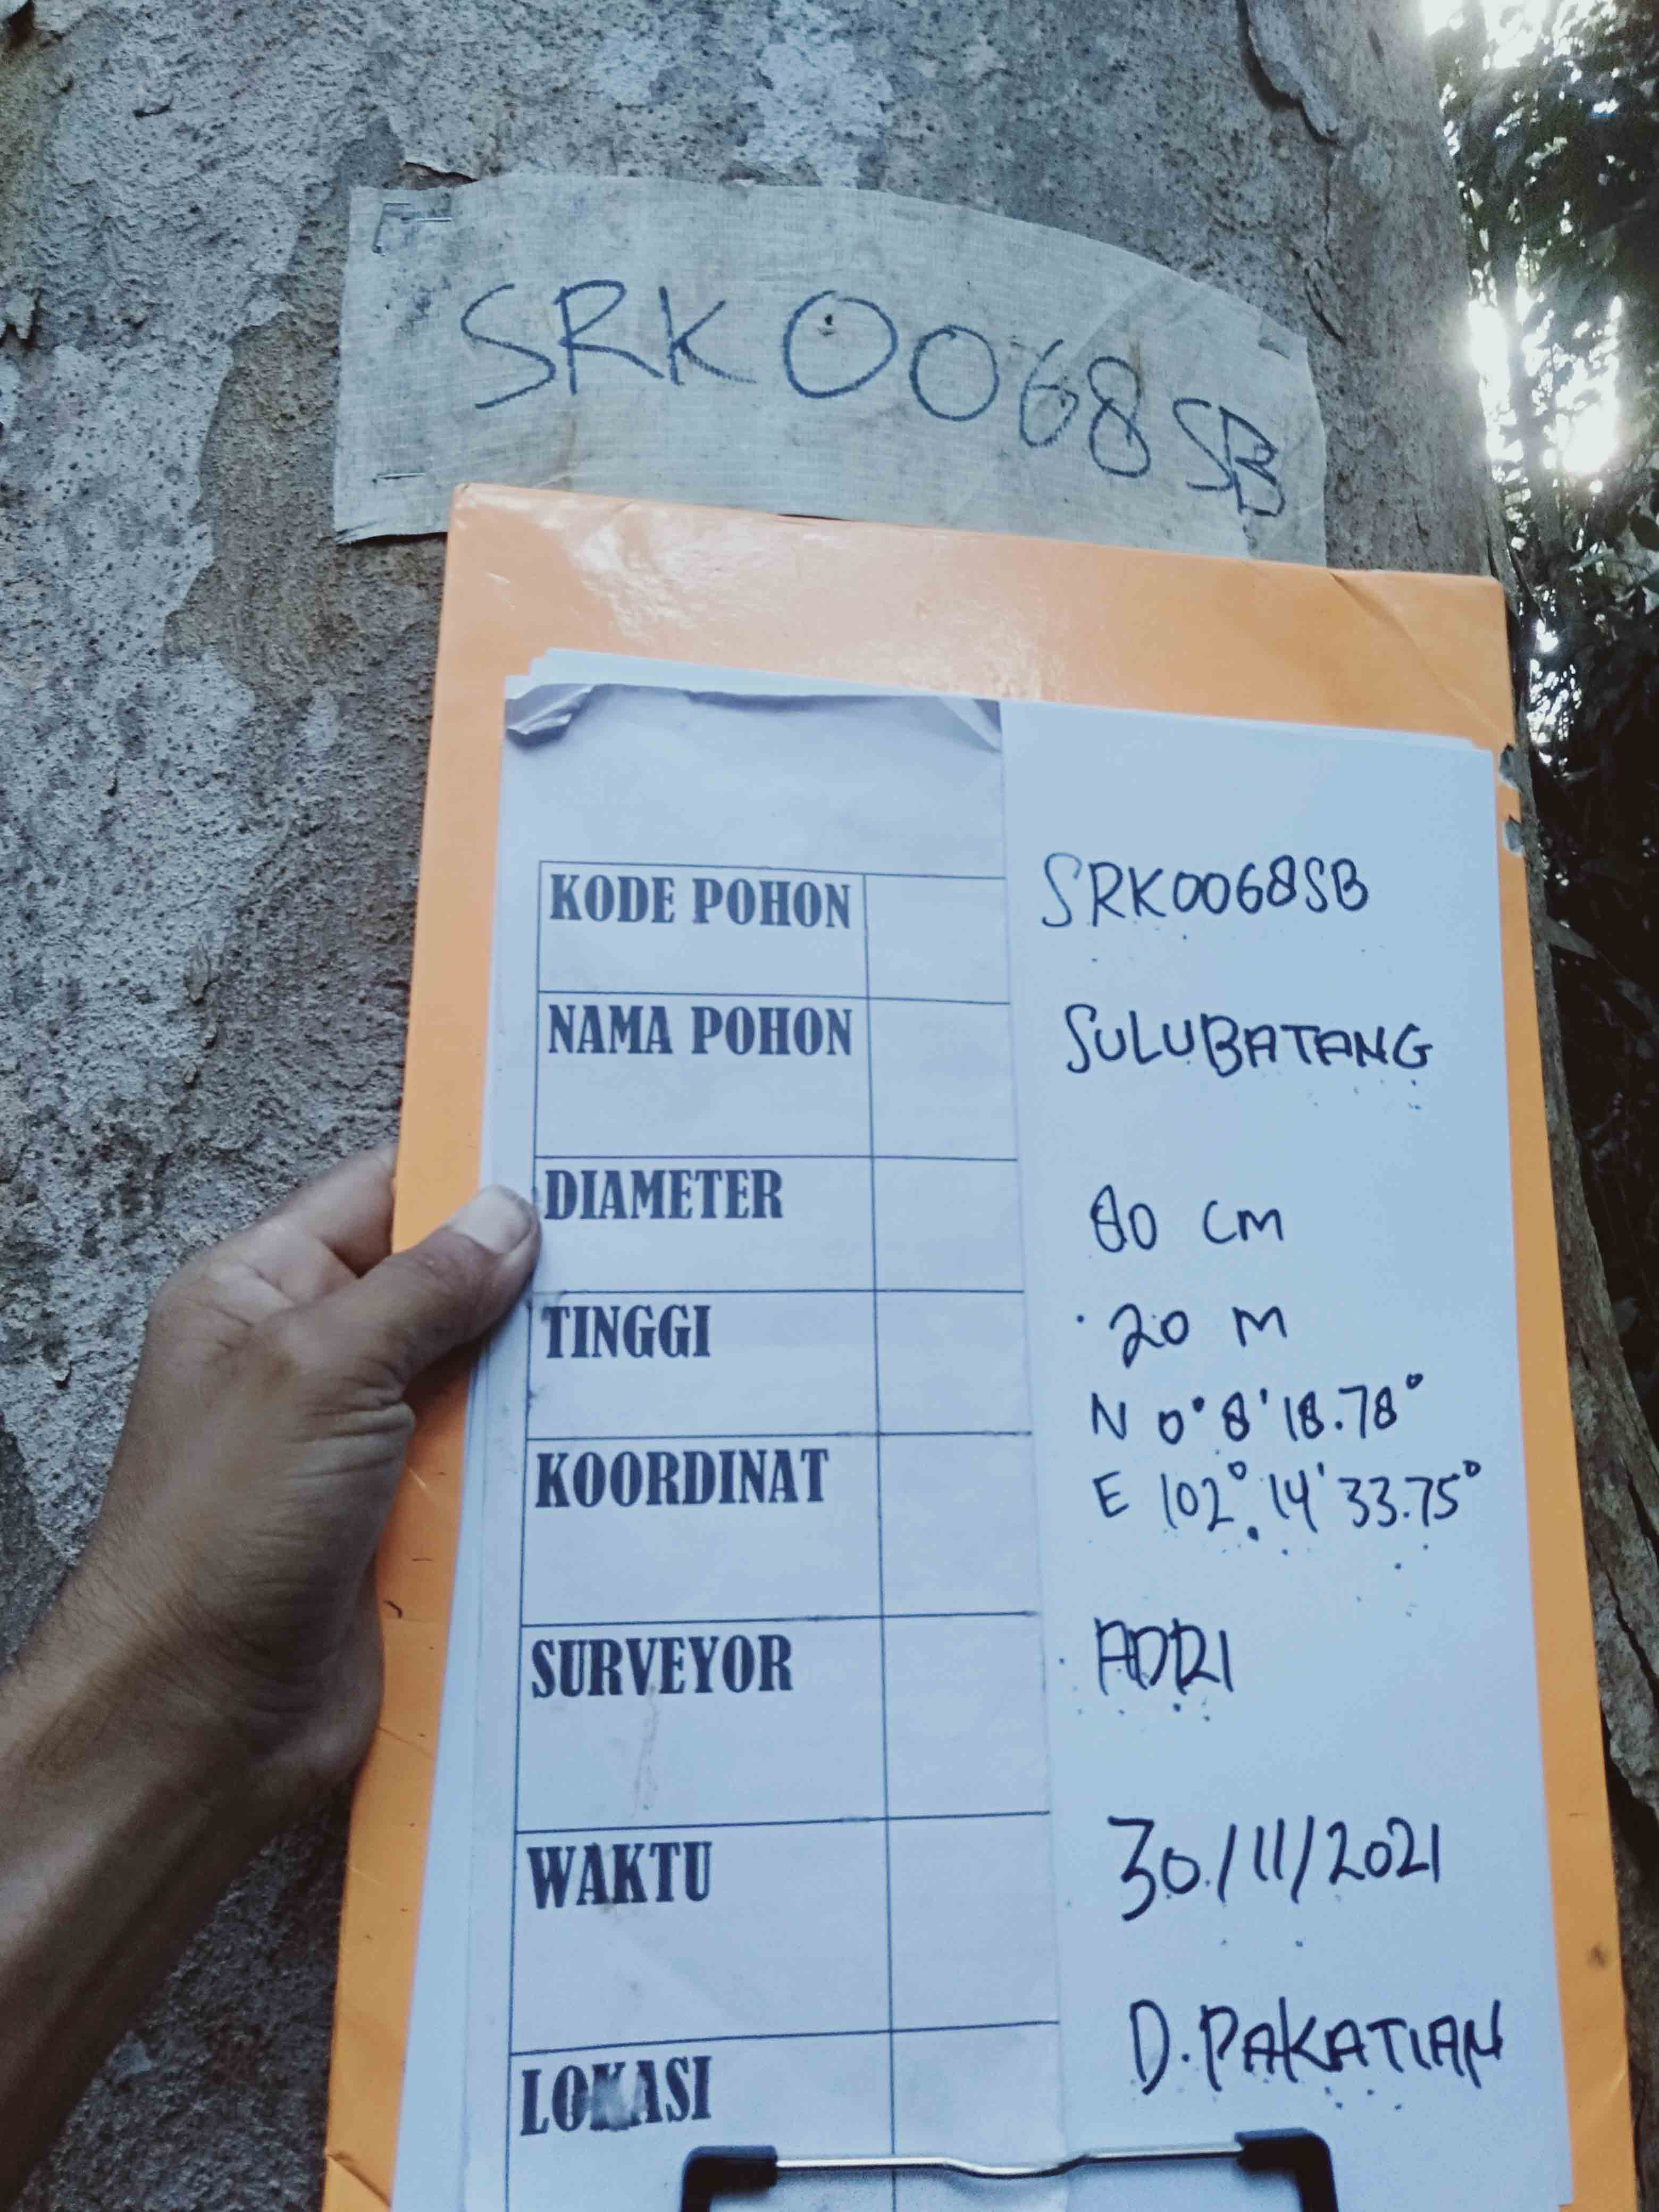 SRK0068SB
KODE POHON SRK0068SB
NAMA POHON SULUBATANG
DIAMETER 80 CM
TINGGI 20 M
N 0°8'18.78°
KOORDINAT E 102°14'33.75°
SURVEYOR ADRI
WAKTU 30/11/2021
LOKASI D.PAKATIAN